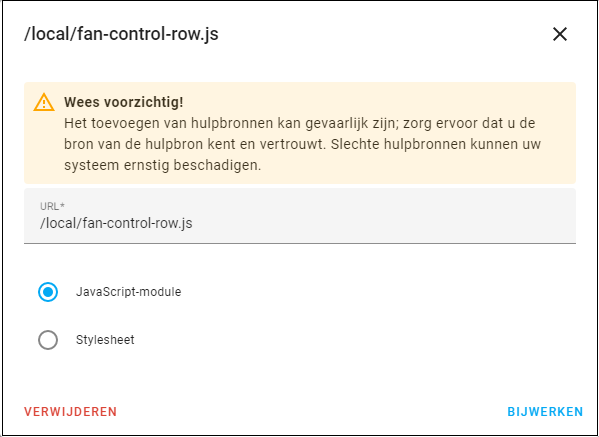 /local/fan-control-row.js
Wees voorzichtig!
Het toevoegen van hulpbronnen kan gevaarlijk zijn; zorg ervoor dat u de
bron van de hulpbron kent en vertrouwt. Slechte hulpbronnen kunnen uw
systeem ernstig beschadigen.
URL*
/local/fan-control-row.js
JavaScript-module
Stylesheet
VERWIJDEREN
BIJWERKEN